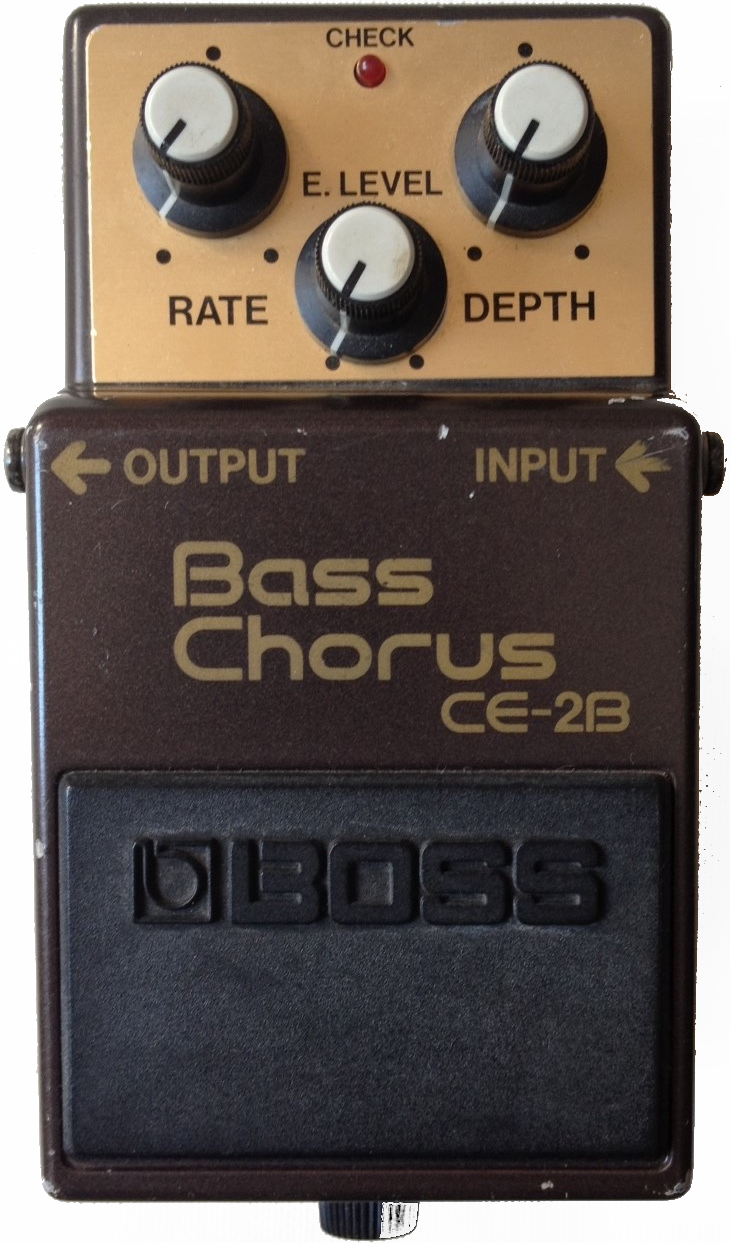 CHECK
E. LEVEL
RATE
DEPTH
OUTPUT
INPUT
Bass
Chorus
CE-2B
BOSS